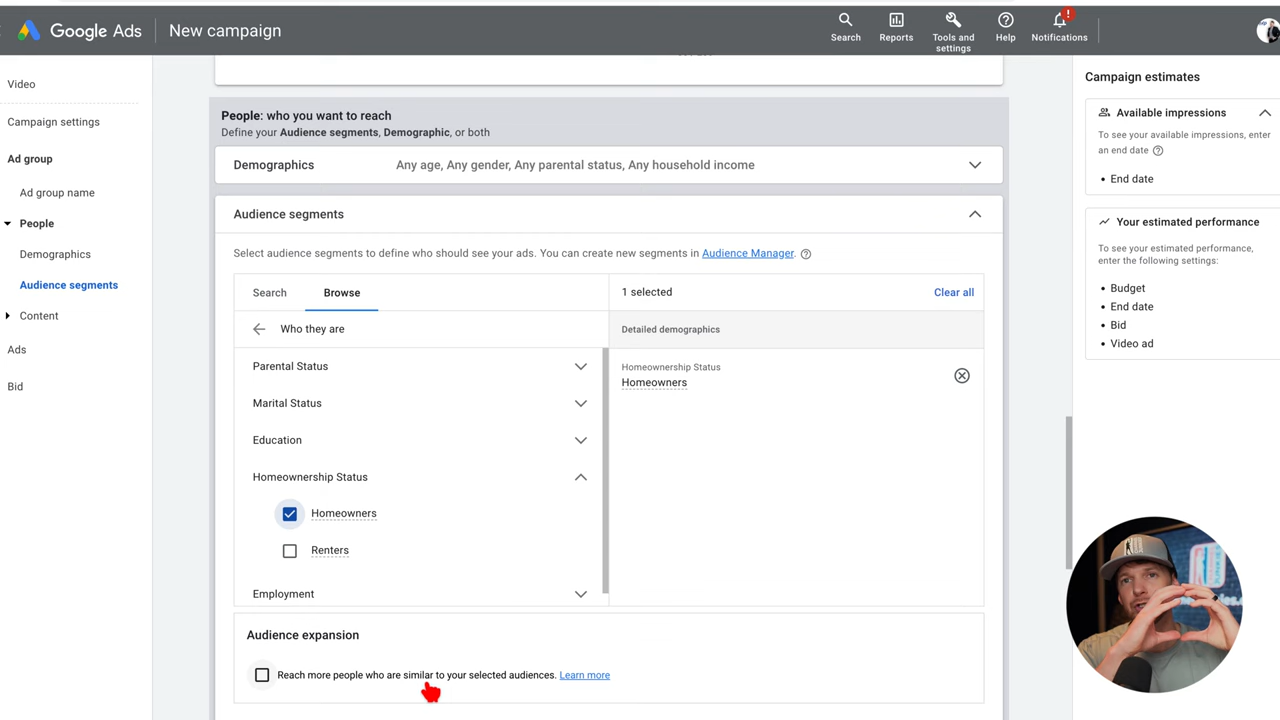 Google Ads
New campaign
Search
Reports
Tools and
settings
Help
!
Notifications
Video
Campaign settings
Ad group
Ad group name
People
Demographics
Audience segments
Content
Ads
Bid
People: who you want to reach
Define your Audience segments, Demographic, or both
Demographics
Any age, Any gender, Any parental status, Any household income
Audience segments
Select audience segments to define who should see your ads. You can create new segments in Audience Manager. ?
Search
Browse
1 selected
Clear all
Who they are
Detailed demographics
Parental Status
Marital Status
Education
Homeownership Status
Homeowners
Renters
Employment
Homeownership Status
Homeowners
Audience expansion
Reach more people who are similar to your selected audiences. Learn more
Campaign estimates
Available impressions
To see your available impressions, enter
an end date ?
• End date
Your estimated performance
To see your estimated performance,
enter the following settings:
• Budget
• End date
• Bid
• Video ad